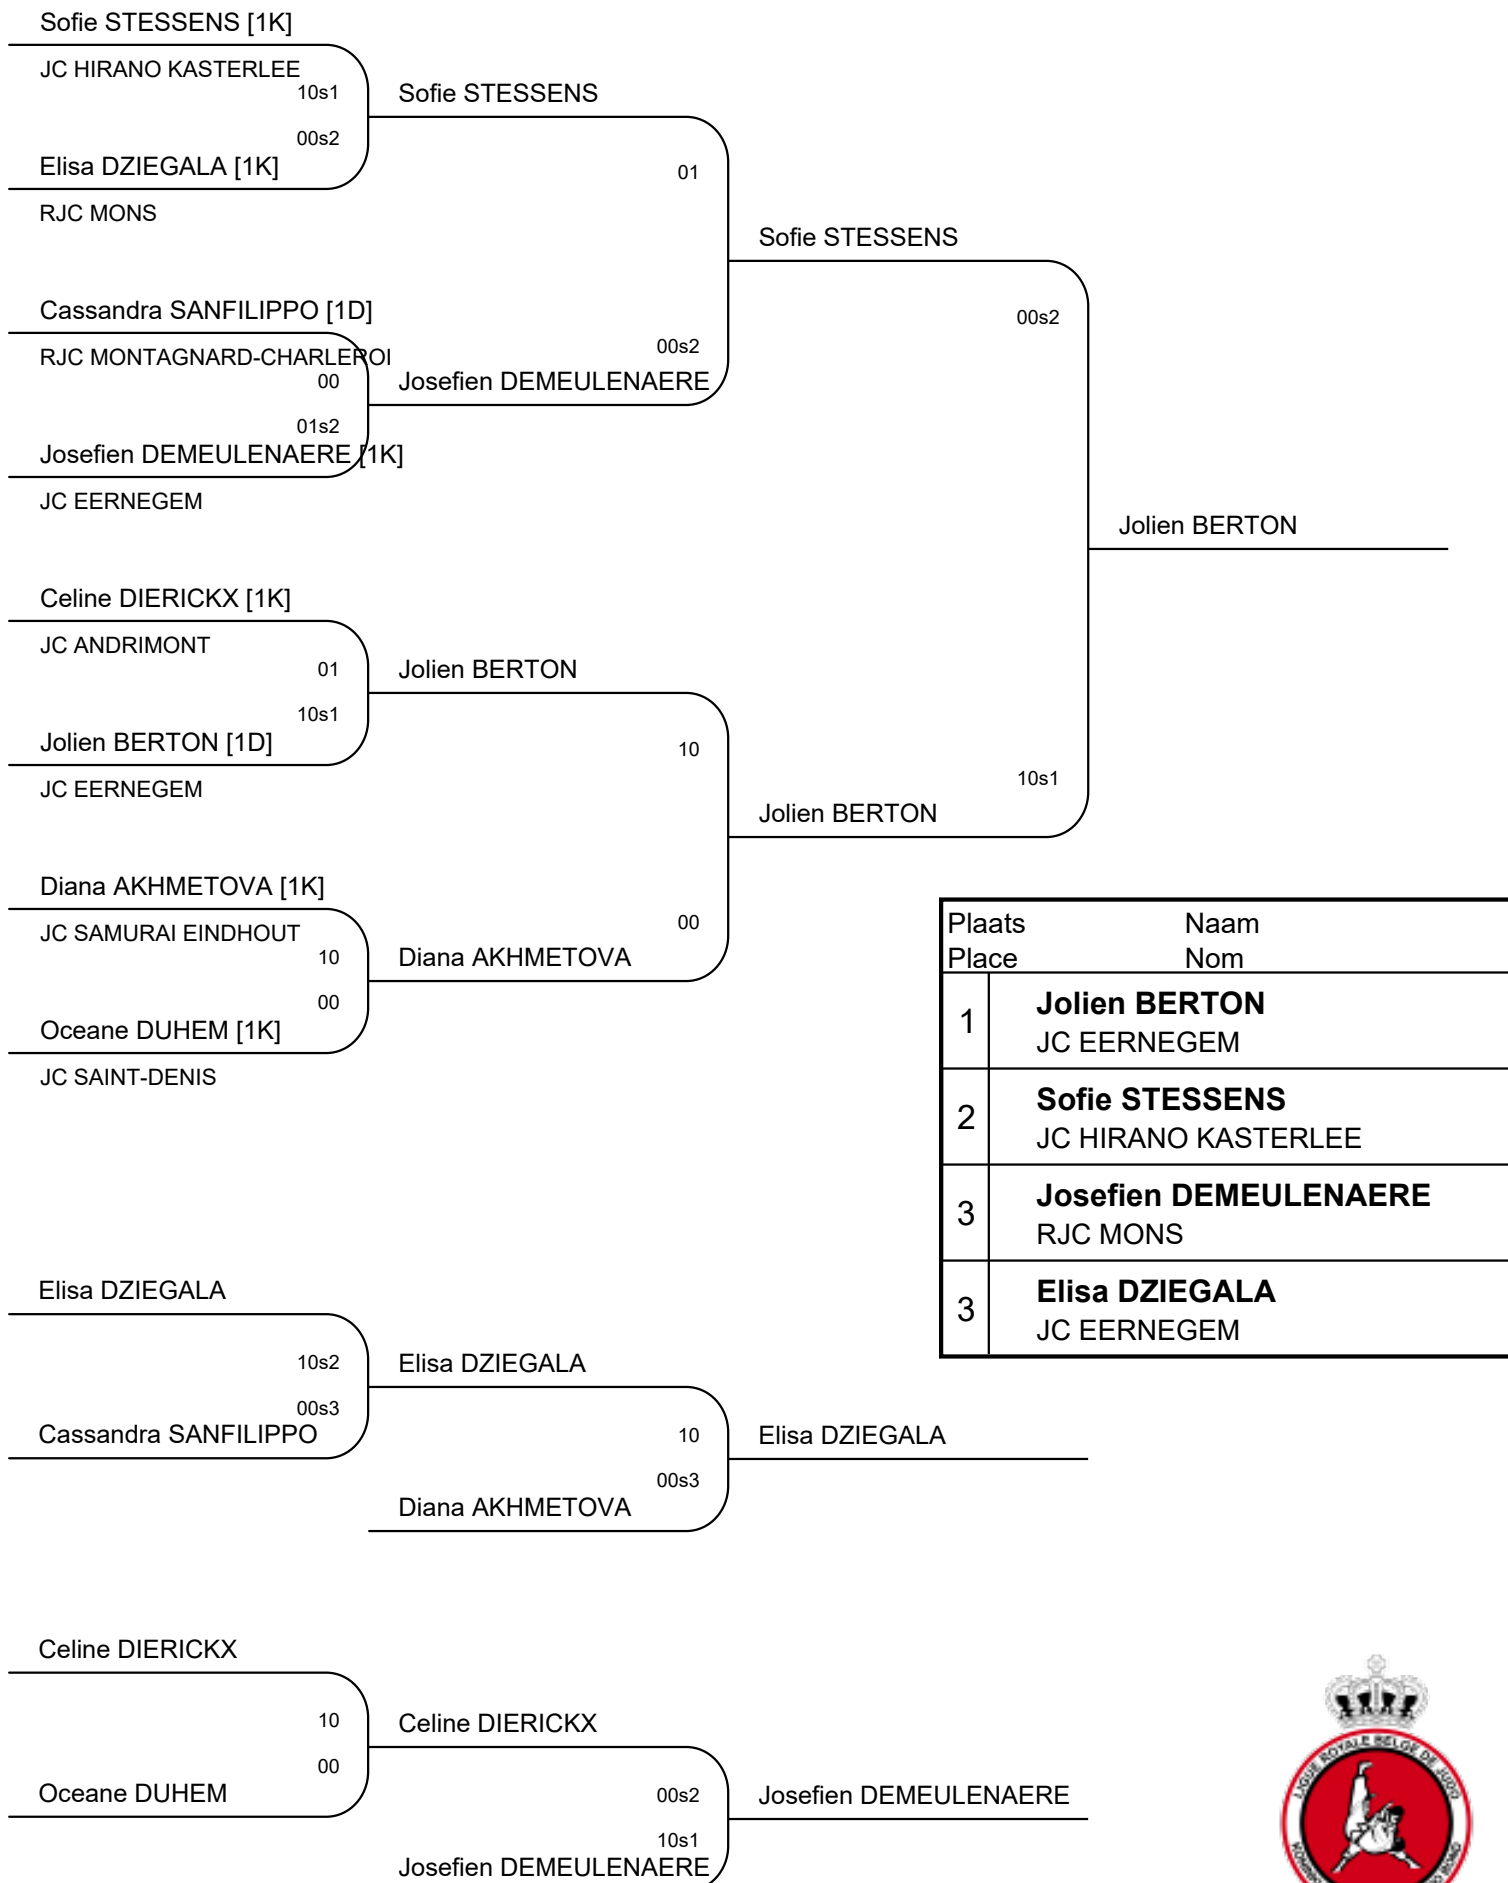 Sofie STESSENS [1K]
JC HIRANO KASTERLEE
10s1
Sofie STESSENS
00s2
Elisa DZIEGALA [1K]
01
RJC MONS
Sofie STESSENS
Cassandra SANFILIPPO [1D]
00s2
RJC MONTAGNARD-CHARLEROI
00s2
00
Josefien DEMEULENAERE
01s2
Josefien DEMEULENAERE [1K]
JC EERNEGEM
Jolien BERTON
Celine DIERICKX [1K]
JC ANDRIMONT
01
Jolien BERTON
10s1
Jolien BERTON [1D]
10
JC EERNEGEM
10s1
Jolien BERTON
Diana AKHMETOVA [1K]
JC SAMURAI EINDHOUT
00
10
Diana AKHMETOVA
00
Oceane DUHEM [1K]
JC SAINT-DENIS
Plaats Naam
Place Nom
1 Jolien BERTON
JC EERNEGEM
2 Sofie STESSENS
JC HIRANO KASTERLEE
3 Josefien DEMEULENAERE
RJC MONS
3 Elisa DZIEGALA
JC EERNEGEM
Elisa DZIEGALA
10s2
Elisa DZIEGALA
00s3
Cassandra SANFILIPPO
10
Elisa DZIEGALA
00s3
Diana AKHMETOVA
Celine DIERICKX
10
Celine DIERICKX
00
Oceane DUHEM
00s2
Josefien DEMEULENAERE
10s1
Josefien DEMEULENAERE
LIGUE ROYALE BELGE DE JUDO